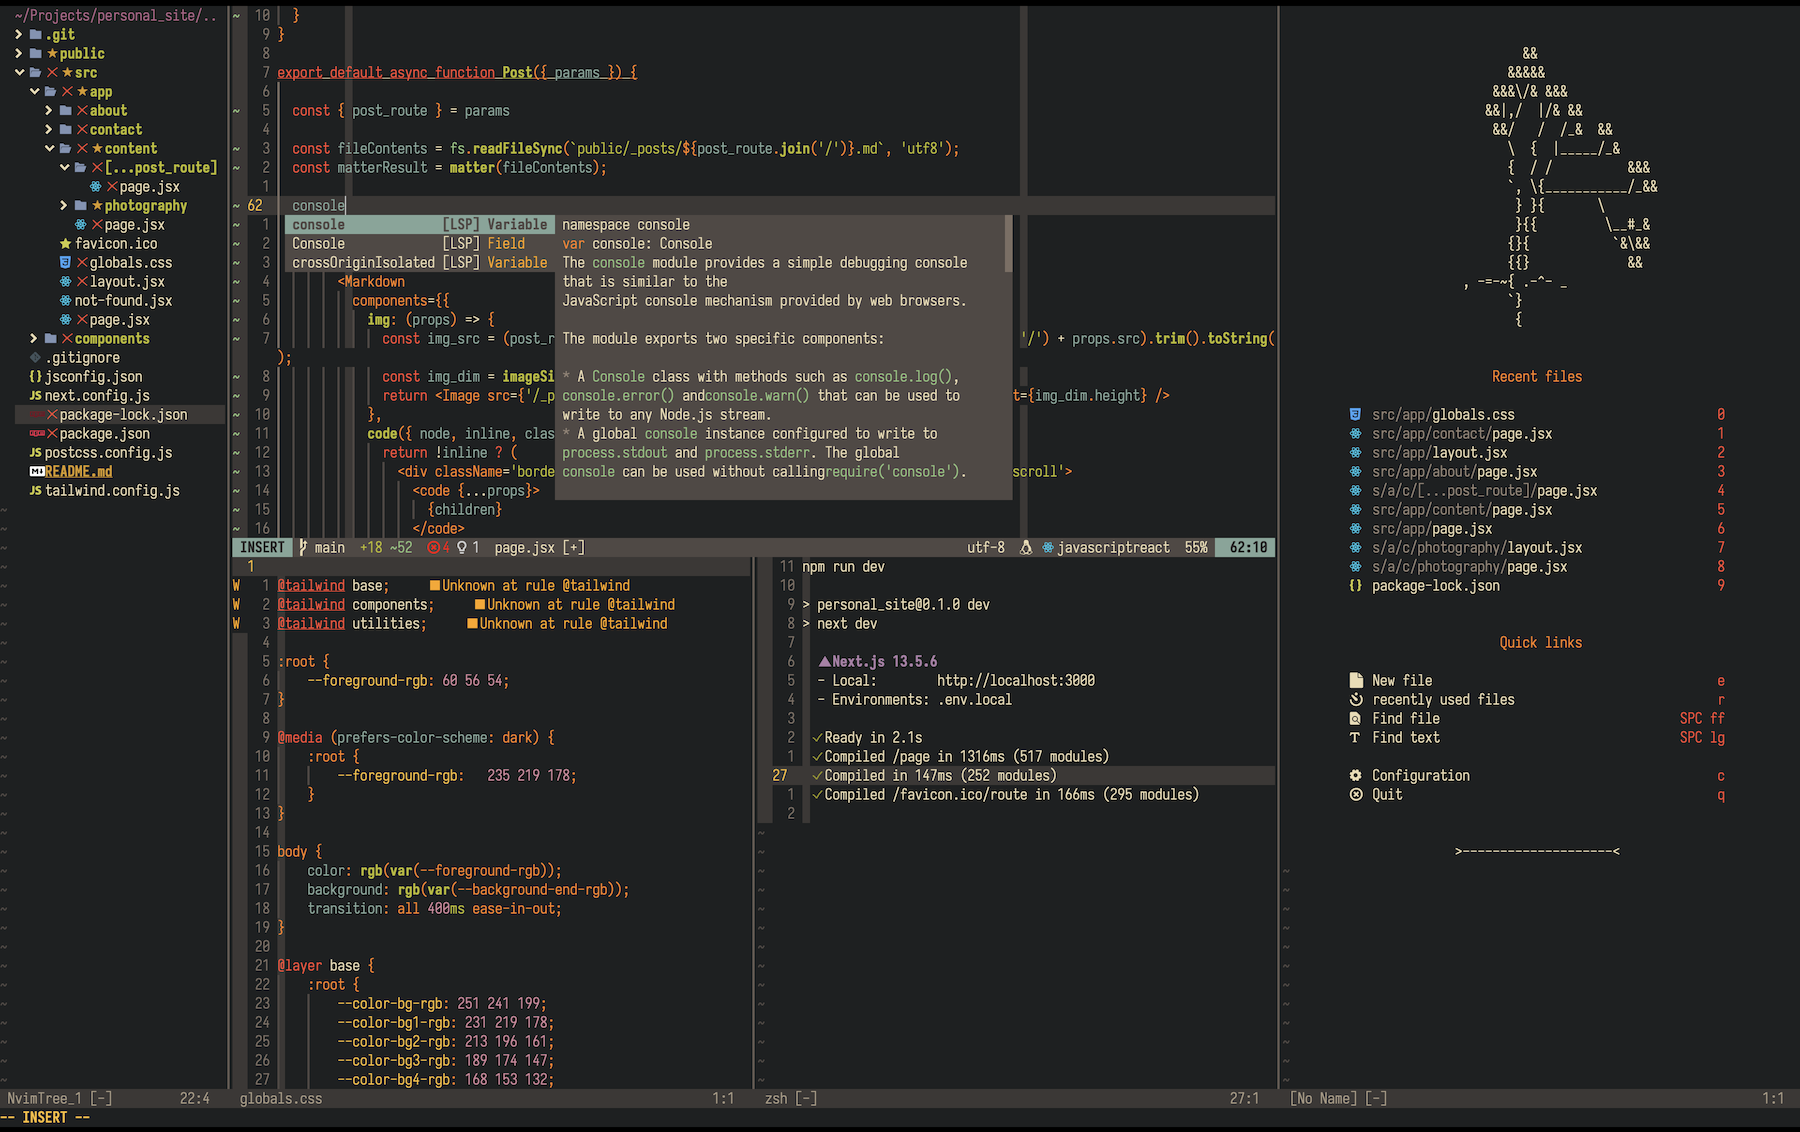 ~/Projects/personal_site/..
.git
public
src
app
about
contact
content
[...post_route]
page.jsx
photography
page.jsx
favicon.ico
globals.css
layout.jsx
not-found.jsx
page.jsx
components
.gitignore
{} jsconfig.json
JS next.config.js
package-lock.json
package.json
JS postcss.config.js
README.md
JS tailwind.config.js
NvimTree_1 [-] 22:4
~ 10 }
9 }
8
7 export default async function Post({ params }) {
6
~ 5 const { post_route } = params
4
~ 3 const fileContents = fs.readFileSync(`public/_posts/${post_route.join('/')}.md`, 'utf8');
~ 2 const matterResult = matter(fileContents);
1
~ 62 console
~ 1 console [LSP] Variable
~ 2 Console [LSP] Field
~ 3 crossOriginIsolated [LSP] Variable
namespace console
var console: Console
The console module provides a simple debugging console
that is similar to the
JavaScript console mechanism provided by web browsers.
The module exports two specific components:
* A Console class with methods such as console.log(),
console.error() andconsole.warn() that can be used to
write to any Node.js stream.
* A global console instance configured to write to
process.stdout and process.stderr. The global
console can be used without callingrequire('console').
~ 4 <Markdown
~ 5 components={{
~ 6 img: (props) => {
~ 7 const img_src = (post_r '/') + props.src).trim().toString(
);
~ 8 const img_dim = imageSi
~ 9 return <Image src={'/_p t={img_dim.height} />
~ 10 },
~ 11 code({ node, inline, clas
~ 12 return !inline ? (
~ 13 <div className='borde scroll'>
~ 14 <code {...props}>
~ 15 {children}
~ 16 </code>
INSERT main +18 ~52 4 1 page.jsx [+] utf-8 javascriptreact 55% 62:10
1
W 1 @tailwind base; Unknown at rule @tailwind
W 2 @tailwind components; Unknown at rule @tailwind
W 3 @tailwind utilities; Unknown at rule @tailwind
4
5 :root {
6 --foreground-rgb: 60 56 54;
7 }
8
9 @media (prefers-color-scheme: dark) {
10 :root {
11 --foreground-rgb: 235 219 178;
12 }
13 }
14
15 body {
16 color: rgb(var(--foreground-rgb));
17 background: rgb(var(--background-end-rgb));
18 transition: all 400ms ease-in-out;
19 }
20
21 @layer base {
22 :root {
23 --color-bg-rgb: 251 241 199;
24 --color-bg1-rgb: 231 219 178;
25 --color-bg2-rgb: 213 196 161;
26 --color-bg3-rgb: 189 174 147;
27 --color-bg4-rgb: 168 153 132;
globals.css 1:1
11 npm run dev
10
9 > personal_site@0.1.0 dev
8 > next dev
7
6 ▲Next.js 13.5.6
5 - Local: http://localhost:3000
4 - Environments: .env.local
3
2 ✓Ready in 2.1s
1 ✓Compiled /page in 1316ms (517 modules)
27 ✓Compiled in 147ms (252 modules)
1 ✓Compiled /favicon.ico/route in 166ms (295 modules)
2
zsh [-] 27:1
&&
&&&&&
&&&\/& &&&
&&|,/ |/& &&
&&/ / /_& &&
\ { |_____/_&
{ / / &&&
`, \{___________/_&&
} }{ \
}{{ \__#_&
{}{ `&\&&
{{} &&
, -=-~{ .-^- _
`}
{
Recent files
src/app/globals.css 0
src/app/contact/page.jsx 1
src/app/layout.jsx 2
src/app/about/page.jsx 3
s/a/c/[...post_route]/page.jsx 4
src/app/content/page.jsx 5
src/app/page.jsx 6
s/a/c/photography/layout.jsx 7
s/a/c/photography/page.jsx 8
{} package-lock.json 9
Quick links
New file e
recently used files r
Find file SPC ff
Find text SPC lg
Configuration c
Quit q
>--------------------<
[No Name] [-] 1:1
-- INSERT --